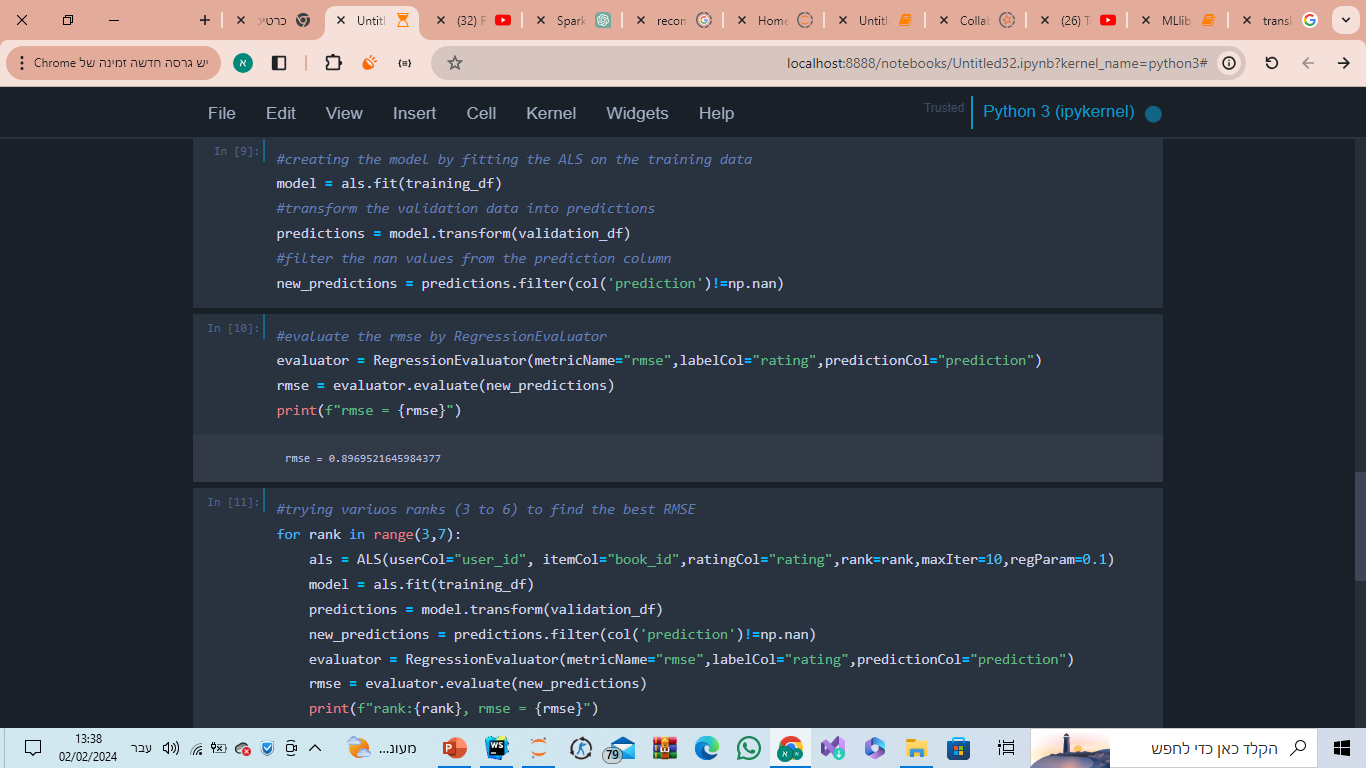 כרטיס
Untitl
(32) F
Spark
recon
Home
Untit
Colla
(26) T
MLlib
transl
יש גרסה חדשה זמינה של Chrome
localhost:8888/notebooks/Untitled32.ipynb?kernel_name=python3#
File Edit View Insert Cell Kernel Widgets Help
Trusted
Python 3 (ipykernel)
In [9]:
#creating the model by fitting the ALS on the training data
model = als.fit(training_df)
#transform the validation data into predictions
predictions = model.transform(validation_df)
#filter the nan values from the prediction column
new_predictions = predictions.filter(col('prediction')!=np.nan)
In [10]:
#evaluate the rmse by RegressionEvaluator
evaluator = RegressionEvaluator(metricName="rmse",labelCol="rating",predictionCol="prediction")
rmse = evaluator.evaluate(new_predictions)
print(f"rmse = {rmse}")
rmse = 0.8969521645984377
In [11]:
#trying variuos ranks (3 to 6) to find the best RMSE
for rank in range(3,7):
als = ALS(userCol="user_id", itemCol="book_id",ratingCol="rating",rank=rank,maxIter=10,regParam=0.1)
model = als.fit(training_df)
predictions = model.transform(validation_df)
new_predictions = predictions.filter(col('prediction')!=np.nan)
evaluator = RegressionEvaluator(metricName="rmse",labelCol="rating",predictionCol="prediction")
rmse = evaluator.evaluate(new_predictions)
print(f"rank:{rank}, rmse = {rmse}")
13:38
02/02/2024
עבר
מעונ...
79
WS
הקלד כאן כדי לחפש